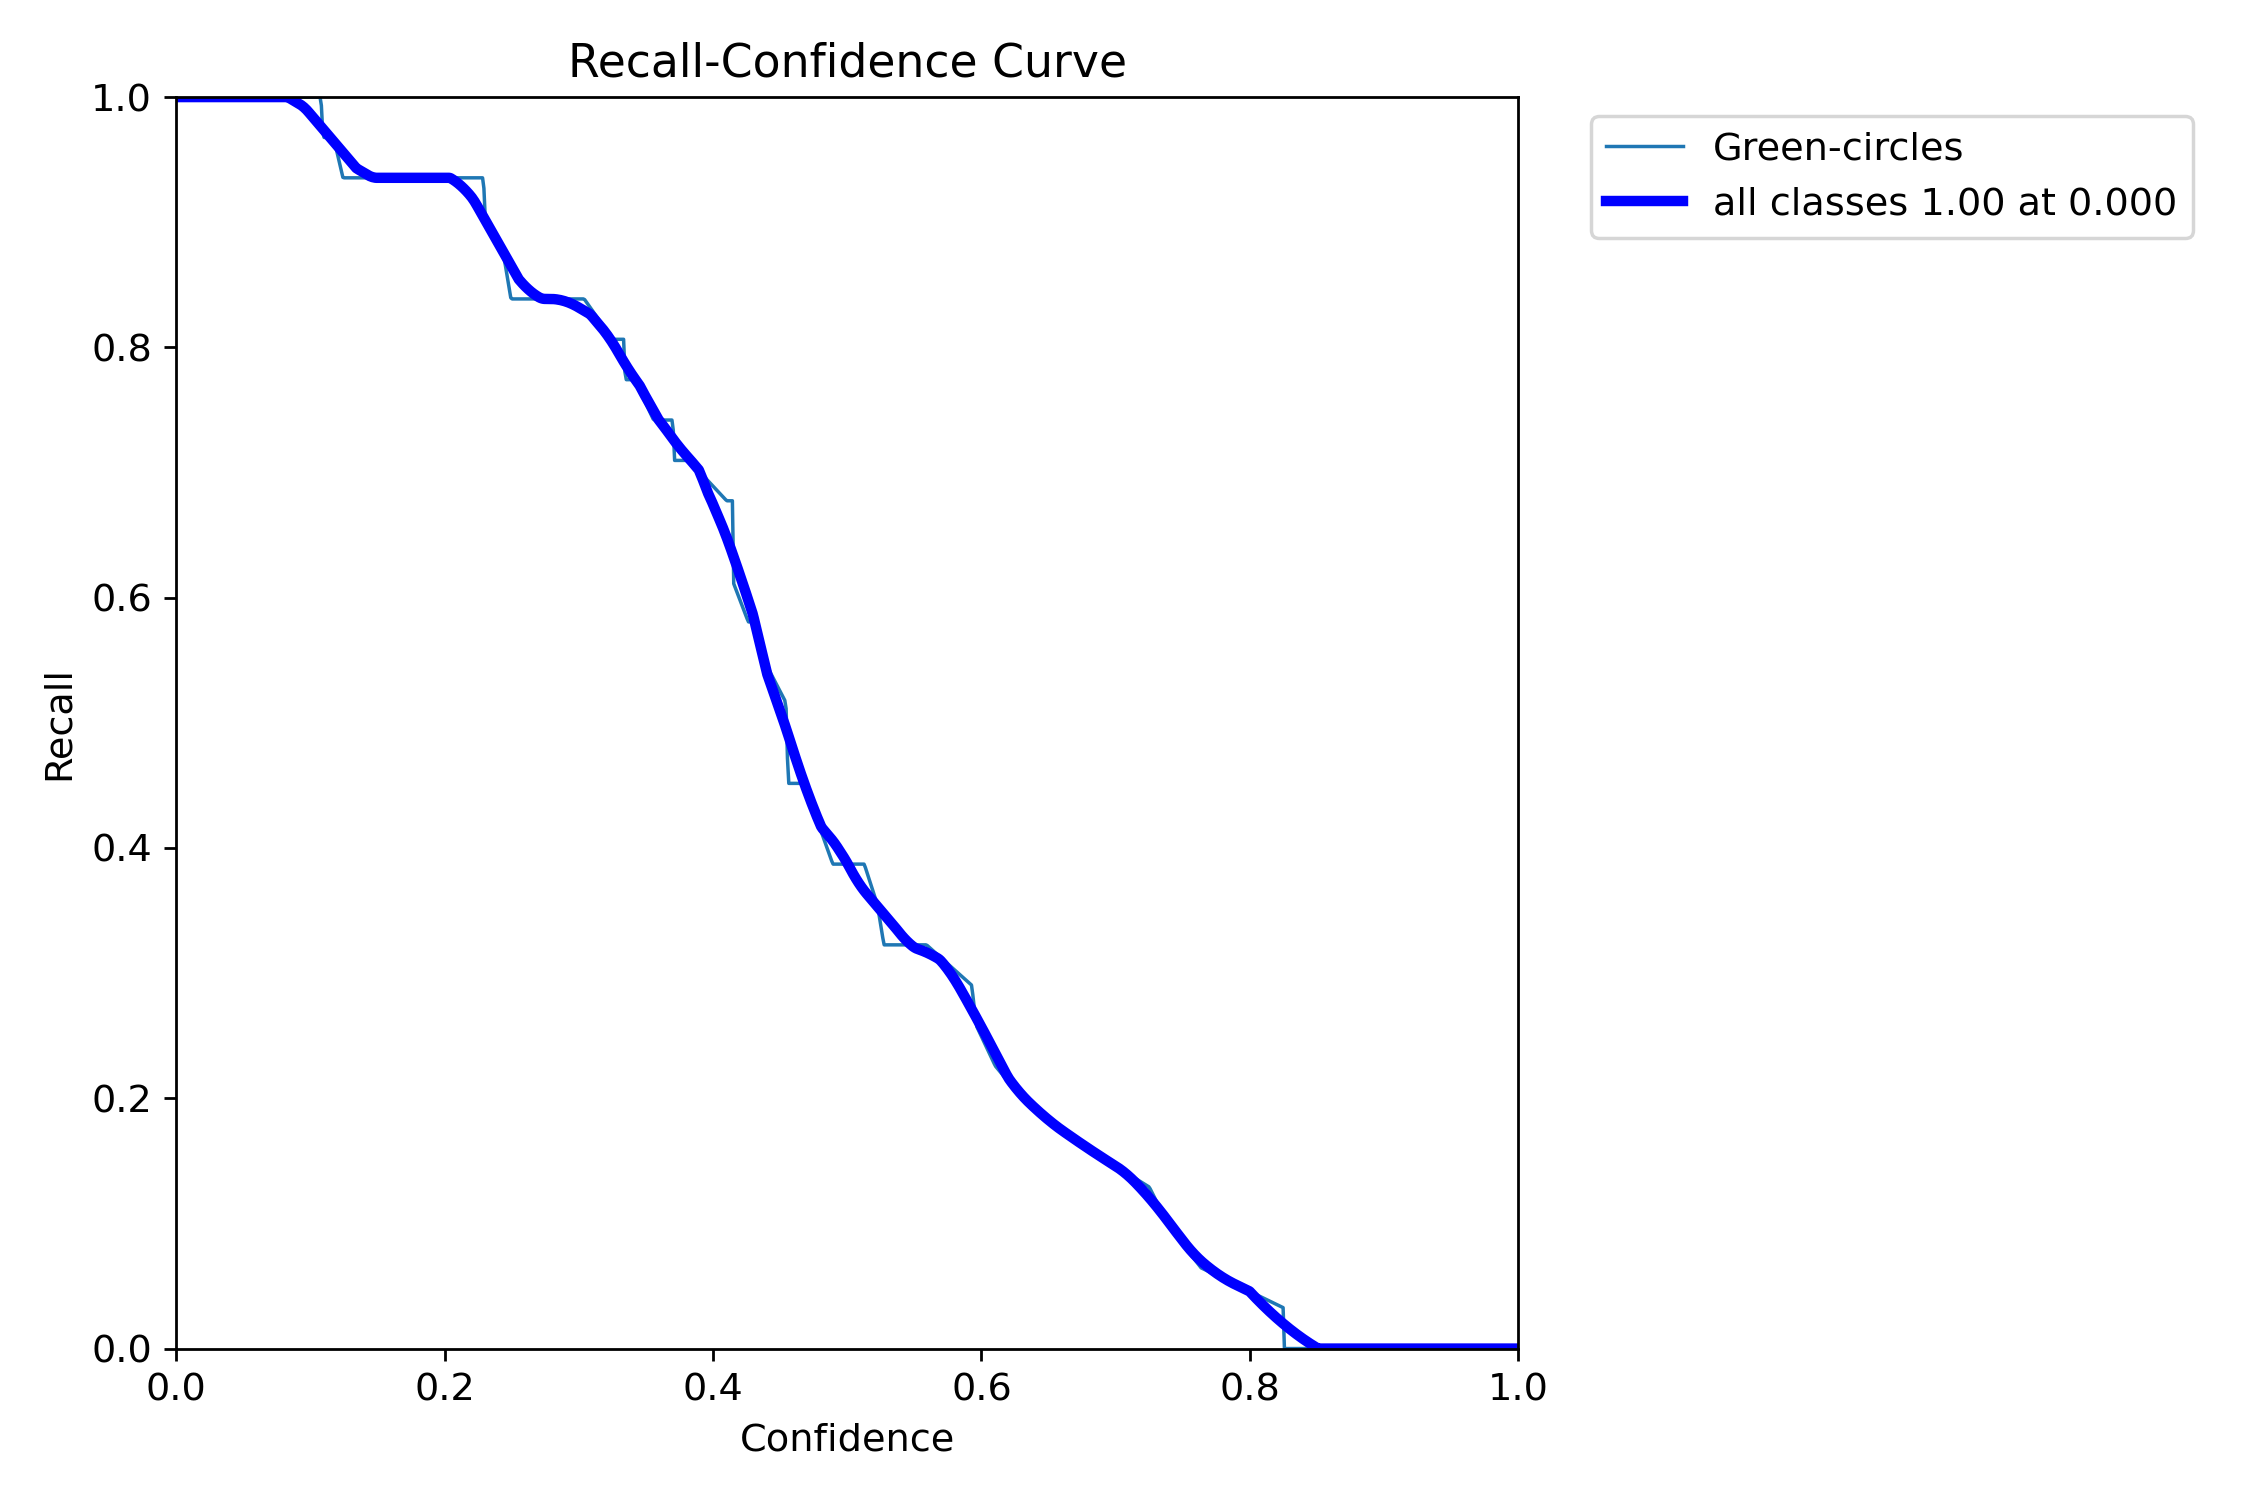 Recall-Confidence Curve
Green-circles
all classes 1.00 at 0.000
1.0
0.8
0.6
0.4
0.2
0.0
Recall
0.0 0.2 0.4 0.6 0.8 1.0
Confidence